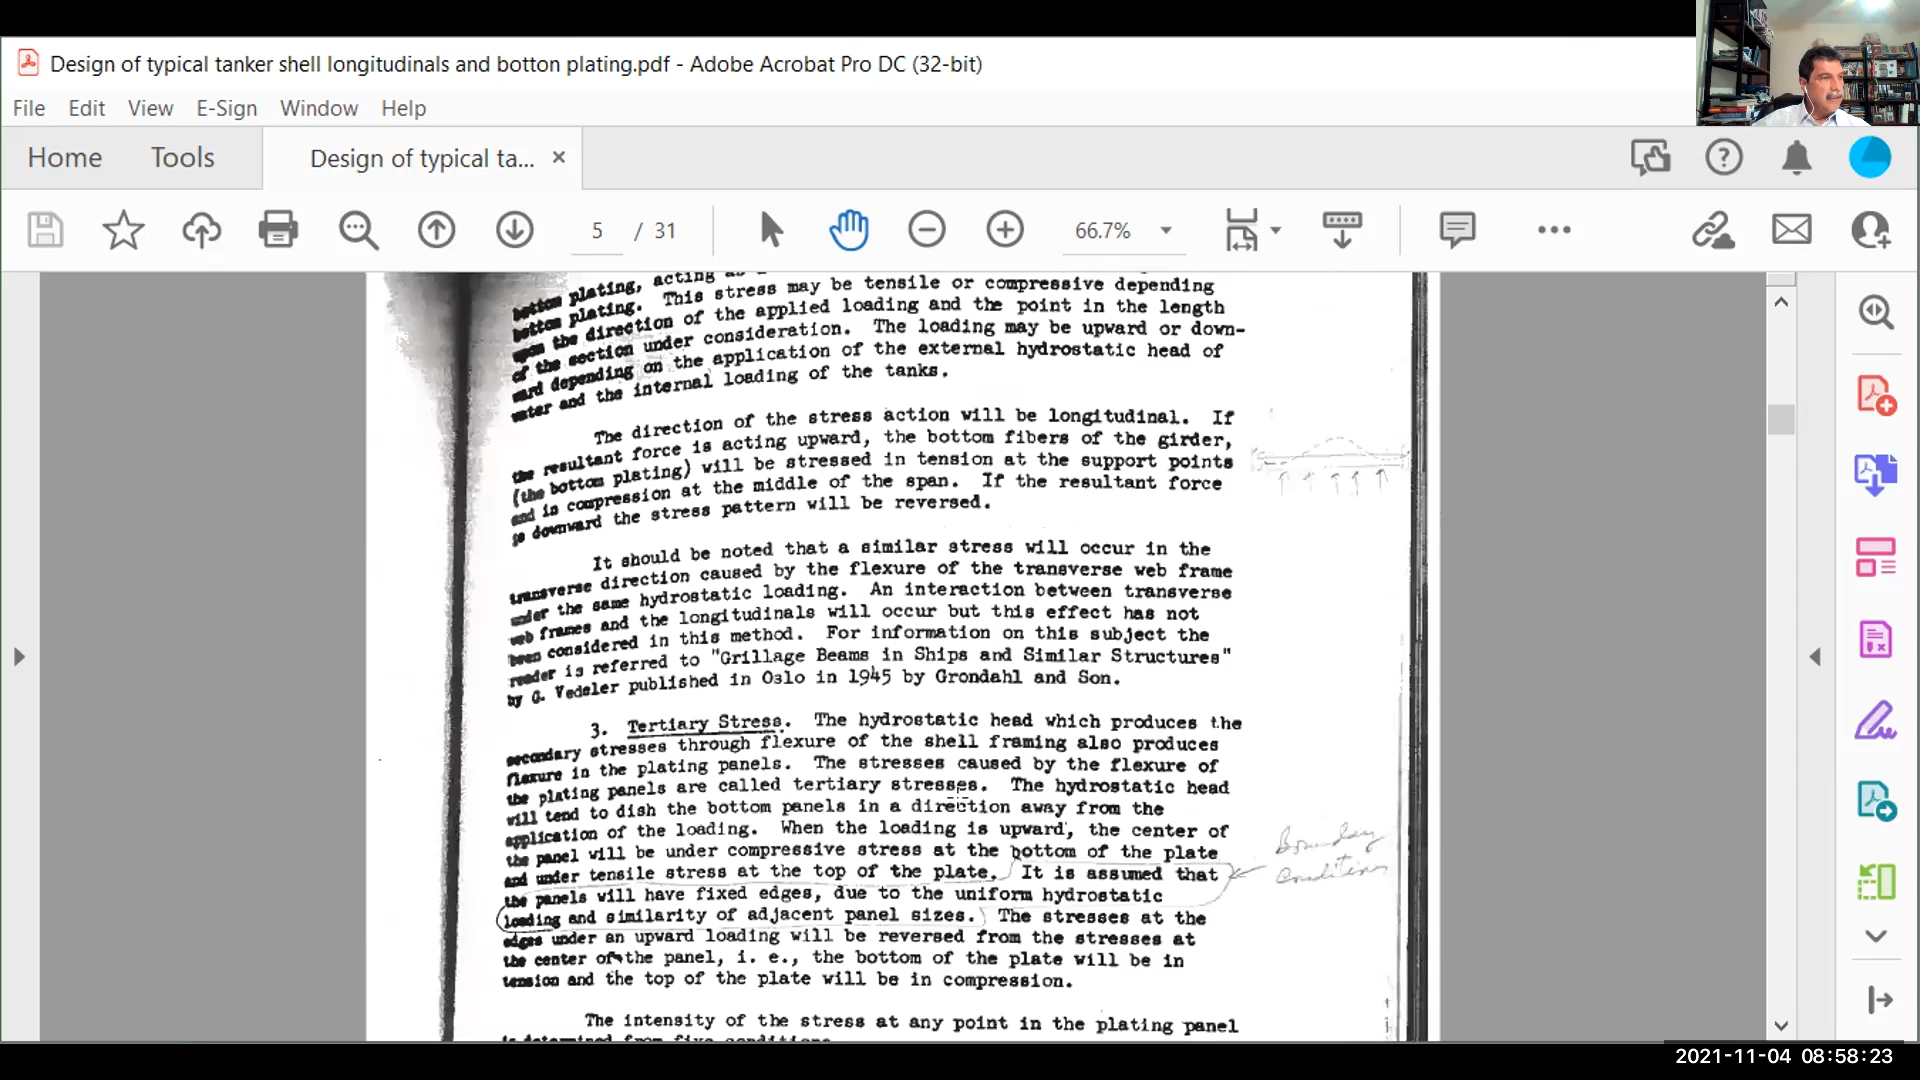 Design of typical tanker shell longitudinals and botton plating.pdf - Adobe Acrobat Pro DC (32-bit)
File Edit View E-Sign Window Help
Home Tools Design of typical ta... ×
5 / 31 66.7%
bottom plating, acting as
bottom plating. This stress may be tensile or compressive depending
upon the direction of the applied loading and the point in the length
of the section under consideration. The loading may be upward or down-
ward depending on the application of the external hydrostatic head of
water and the internal loading of the tanks.
The direction of the stress action will be longitudinal. If
the resultant force is acting upward, the bottom fibers of the girder,
(the bottom plating) will be stressed in tension at the support points
and in compression at the middle of the span. If the resultant force
is downward the stress pattern will be reversed.
It should be noted that a similar stress will occur in the
transverse direction caused by the flexure of the transverse web frame
under the same hydrostatic loading. An interaction between transverse
web frames and the longitudinals will occur but this effect has not
been considered in this method. For information on this subject the
reader is referred to "Grillage Beams in Ships and Similar Structures"
by G. Vedeler published in Oslo in 1945 by Grondahl and Son.
3. Tertiary Stress. The hydrostatic head which produces the
secondary stresses through flexure of the shell framing also produces
flexure in the plating panels. The stresses caused by the flexure of
the plating panels are called tertiary stresses. The hydrostatic head
will tend to dish the bottom panels in a direction away from the
application of the loading. When the loading is upward, the center of
the panel will be under compressive stress at the bottom of the plate
and under tensile stress at the top of the plate. It is assumed that
the panels will have fixed edges, due to the uniform hydrostatic
loading and similarity of adjacent panel sizes. The stresses at the
edges under an upward loading will be reversed from the stresses at
the center of the panel, i. e., the bottom of the plate will be in
tension and the top of the plate will be in compression.
Boundary
Conditions
The intensity of the stress at any point in the plating panel
is determined from five conditions
2021-11-04 08:58:23